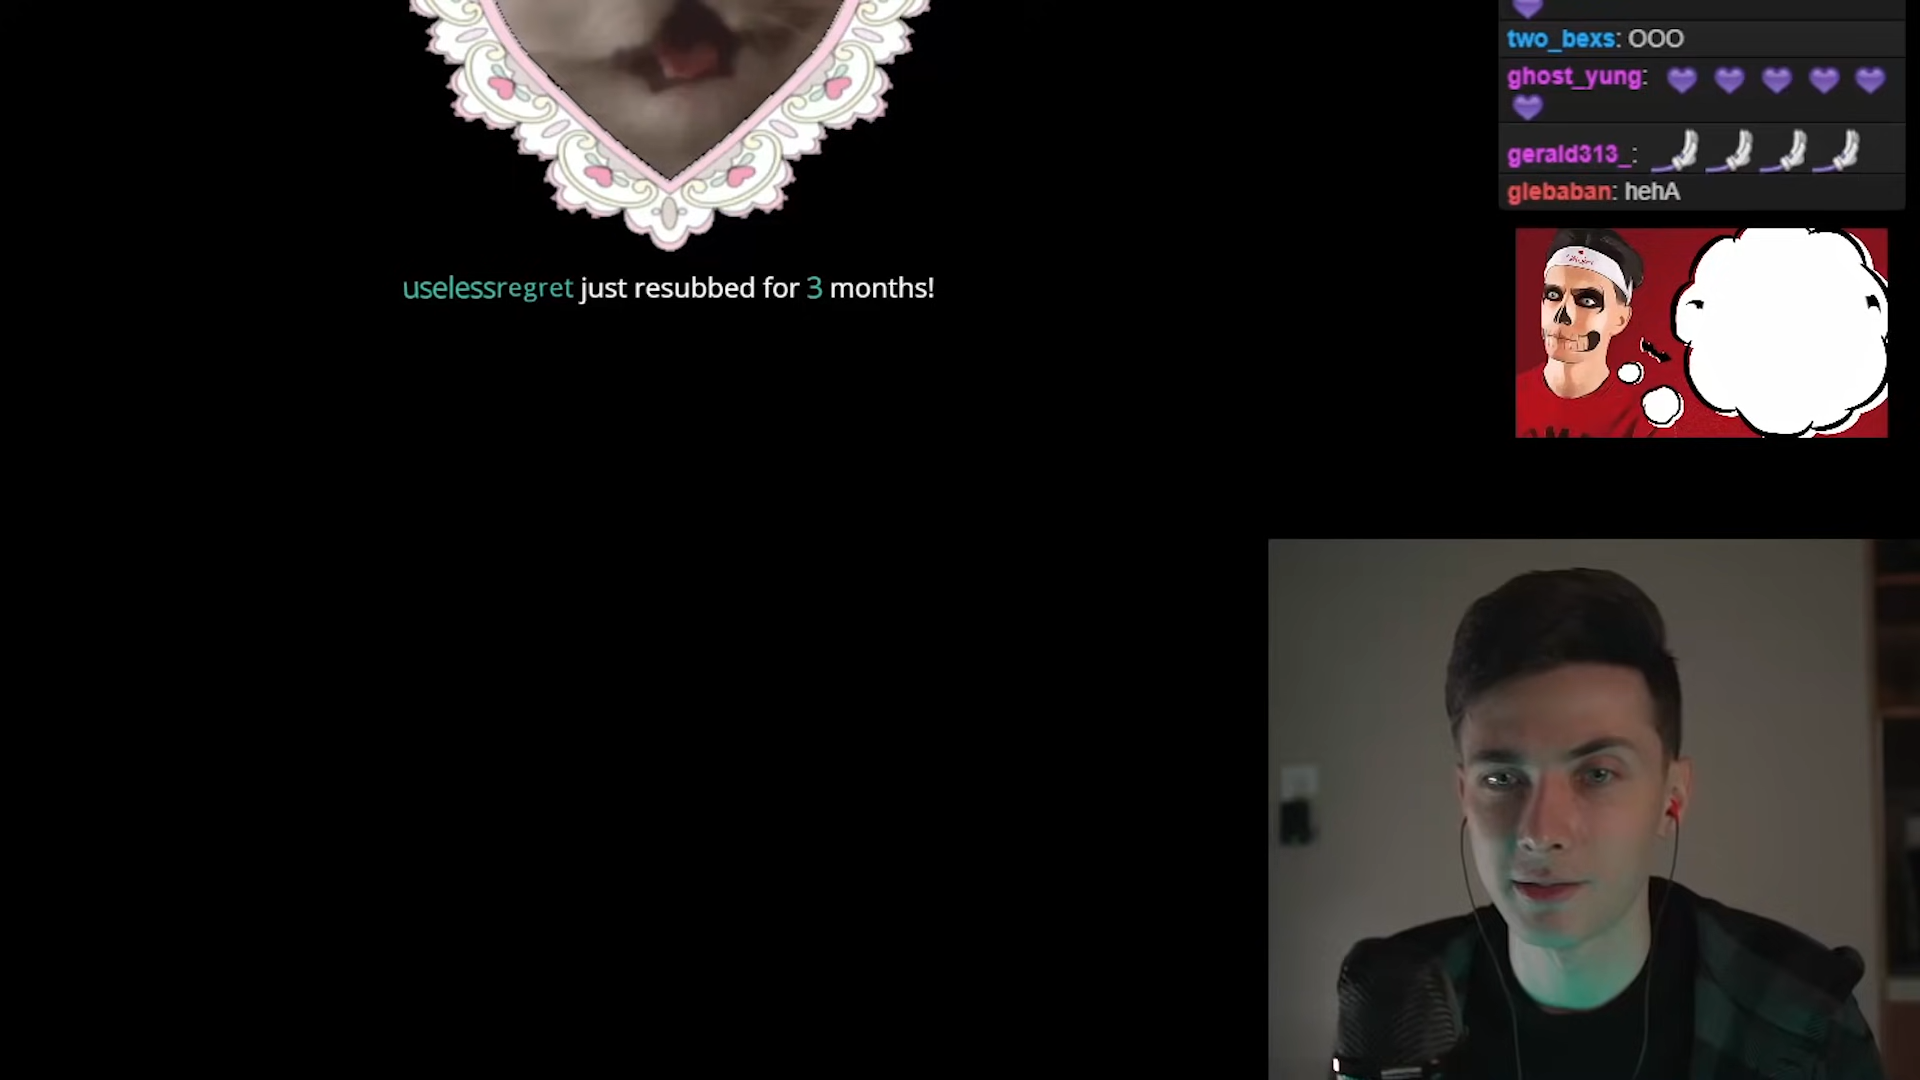 two_bexs: OOO
ghost_yung:
gerald313_:
glebaban: hehA
uselessregret just resubbed for 3 months!